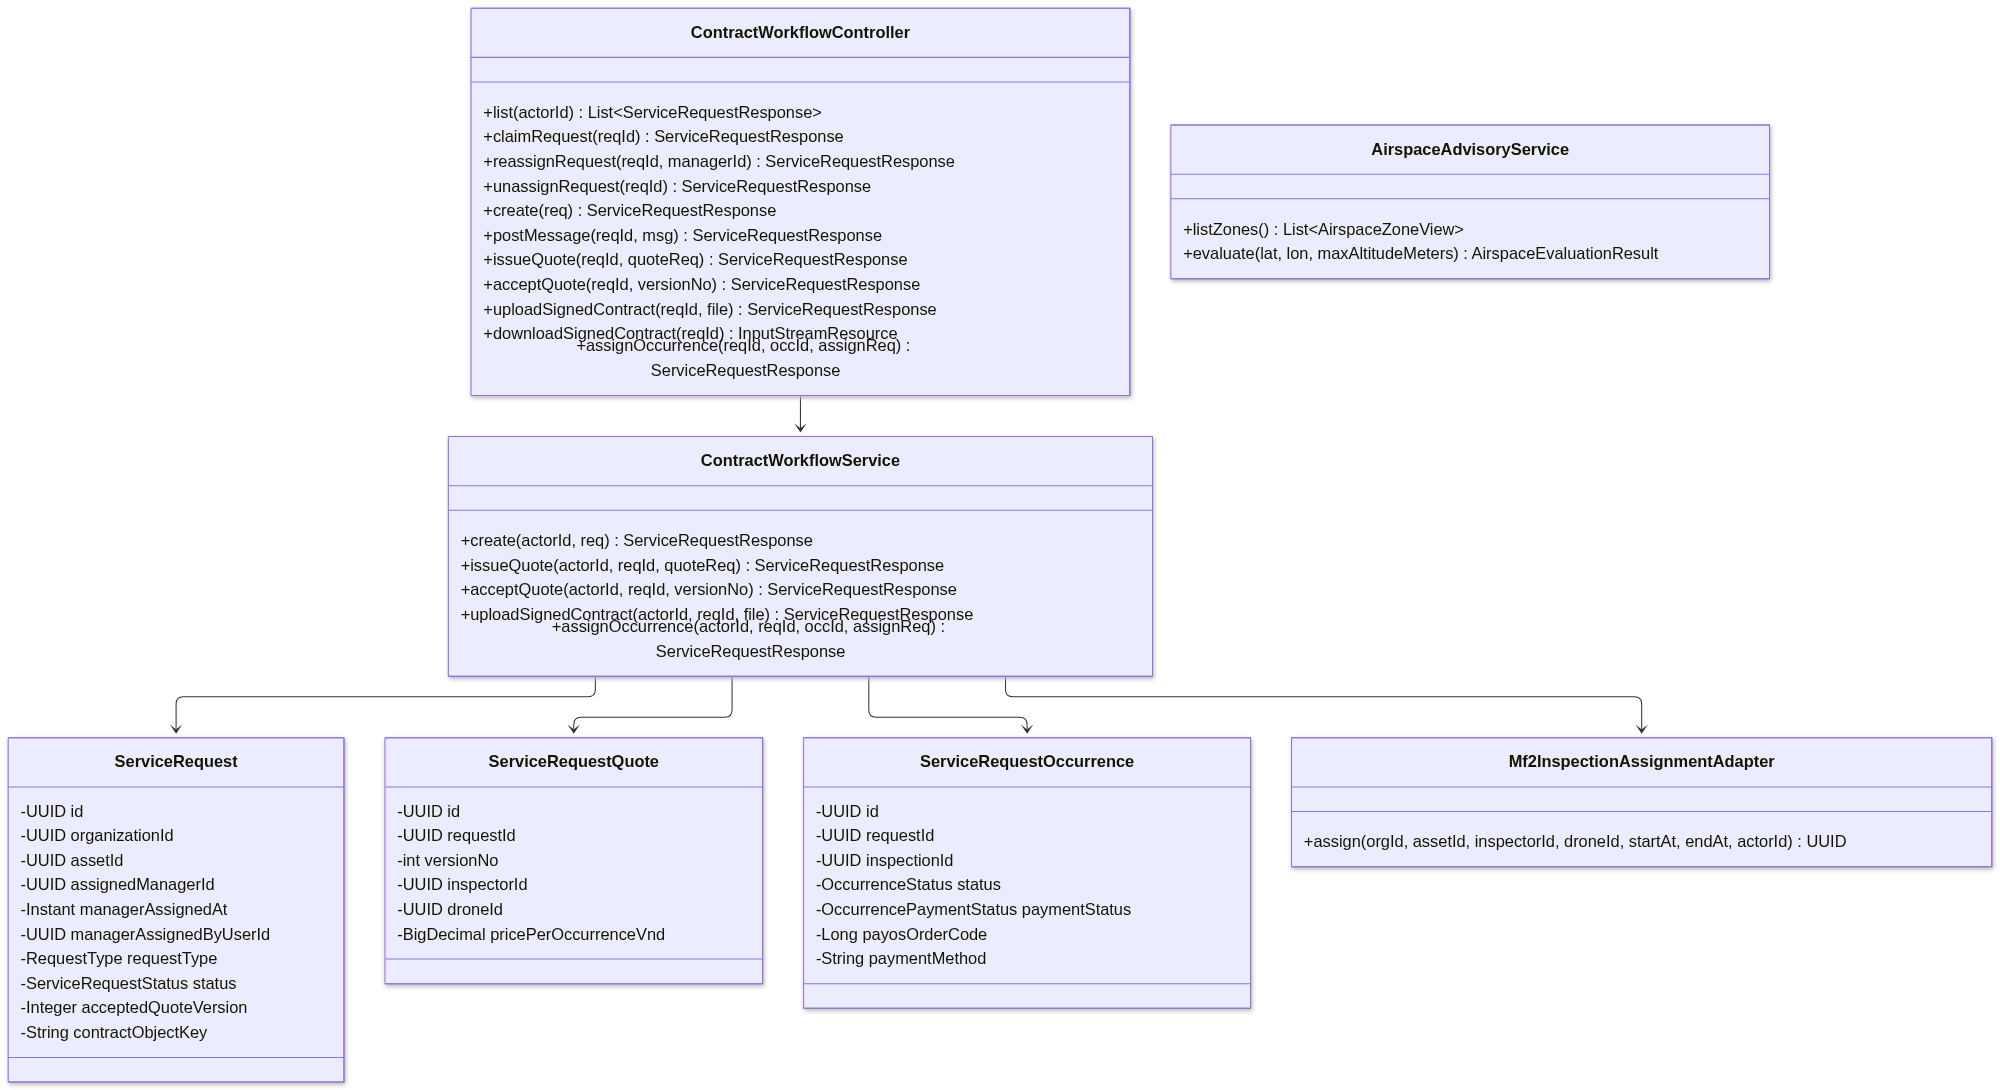 ContractWorkflowController
+list(actorId) : List<ServiceRequestResponse>
+claimRequest(reqId) : ServiceRequestResponse
+reassignRequest(reqId, managerId) : ServiceRequestResponse
+unassignRequest(reqId) : ServiceRequestResponse
+create(req) : ServiceRequestResponse
+postMessage(reqId, msg) : ServiceRequestResponse
+issueQuote(reqId, quoteReq) : ServiceRequestResponse
+acceptQuote(reqId, versionNo) : ServiceRequestResponse
+uploadSignedContract(reqId, file) : ServiceRequestResponse
+downloadSignedContract(reqId) : InputStreamResource
+assignOccurrence(reqId, occId, assignReq) :
ServiceRequestResponse
AirspaceAdvisoryService
+listZones() : List<AirspaceZoneView>
+evaluate(lat, lon, maxAltitudeMeters) : AirspaceEvaluationResult
ContractWorkflowService
+create(actorId, req) : ServiceRequestResponse
+issueQuote(actorId, reqId, quoteReq) : ServiceRequestResponse
+acceptQuote(actorId, reqId, versionNo) : ServiceRequestResponse
+uploadSignedContract(actorId, reqId, file) : ServiceRequestResponse
+assignOccurrence(actorId, reqId, occId, assignReq) :
ServiceRequestResponse
ServiceRequest
-UUID id
-UUID organizationId
-UUID assetId
-UUID assignedManagerId
-Instant managerAssignedAt
-UUID managerAssignedByUserId
-RequestType requestType
-ServiceRequestStatus status
-Integer acceptedQuoteVersion
-String contractObjectKey
ServiceRequestQuote
-UUID id
-UUID requestId
-int versionNo
-UUID inspectorId
-UUID droneId
-BigDecimal pricePerOccurrenceVnd
ServiceRequestOccurrence
-UUID id
-UUID requestId
-UUID inspectionId
-OccurrenceStatus status
-OccurrencePaymentStatus paymentStatus
-Long payosOrderCode
-String paymentMethod
Mf2InspectionAssignmentAdapter
+assign(orgId, assetId, inspectorId, droneId, startAt, endAt, actorId) : UUID